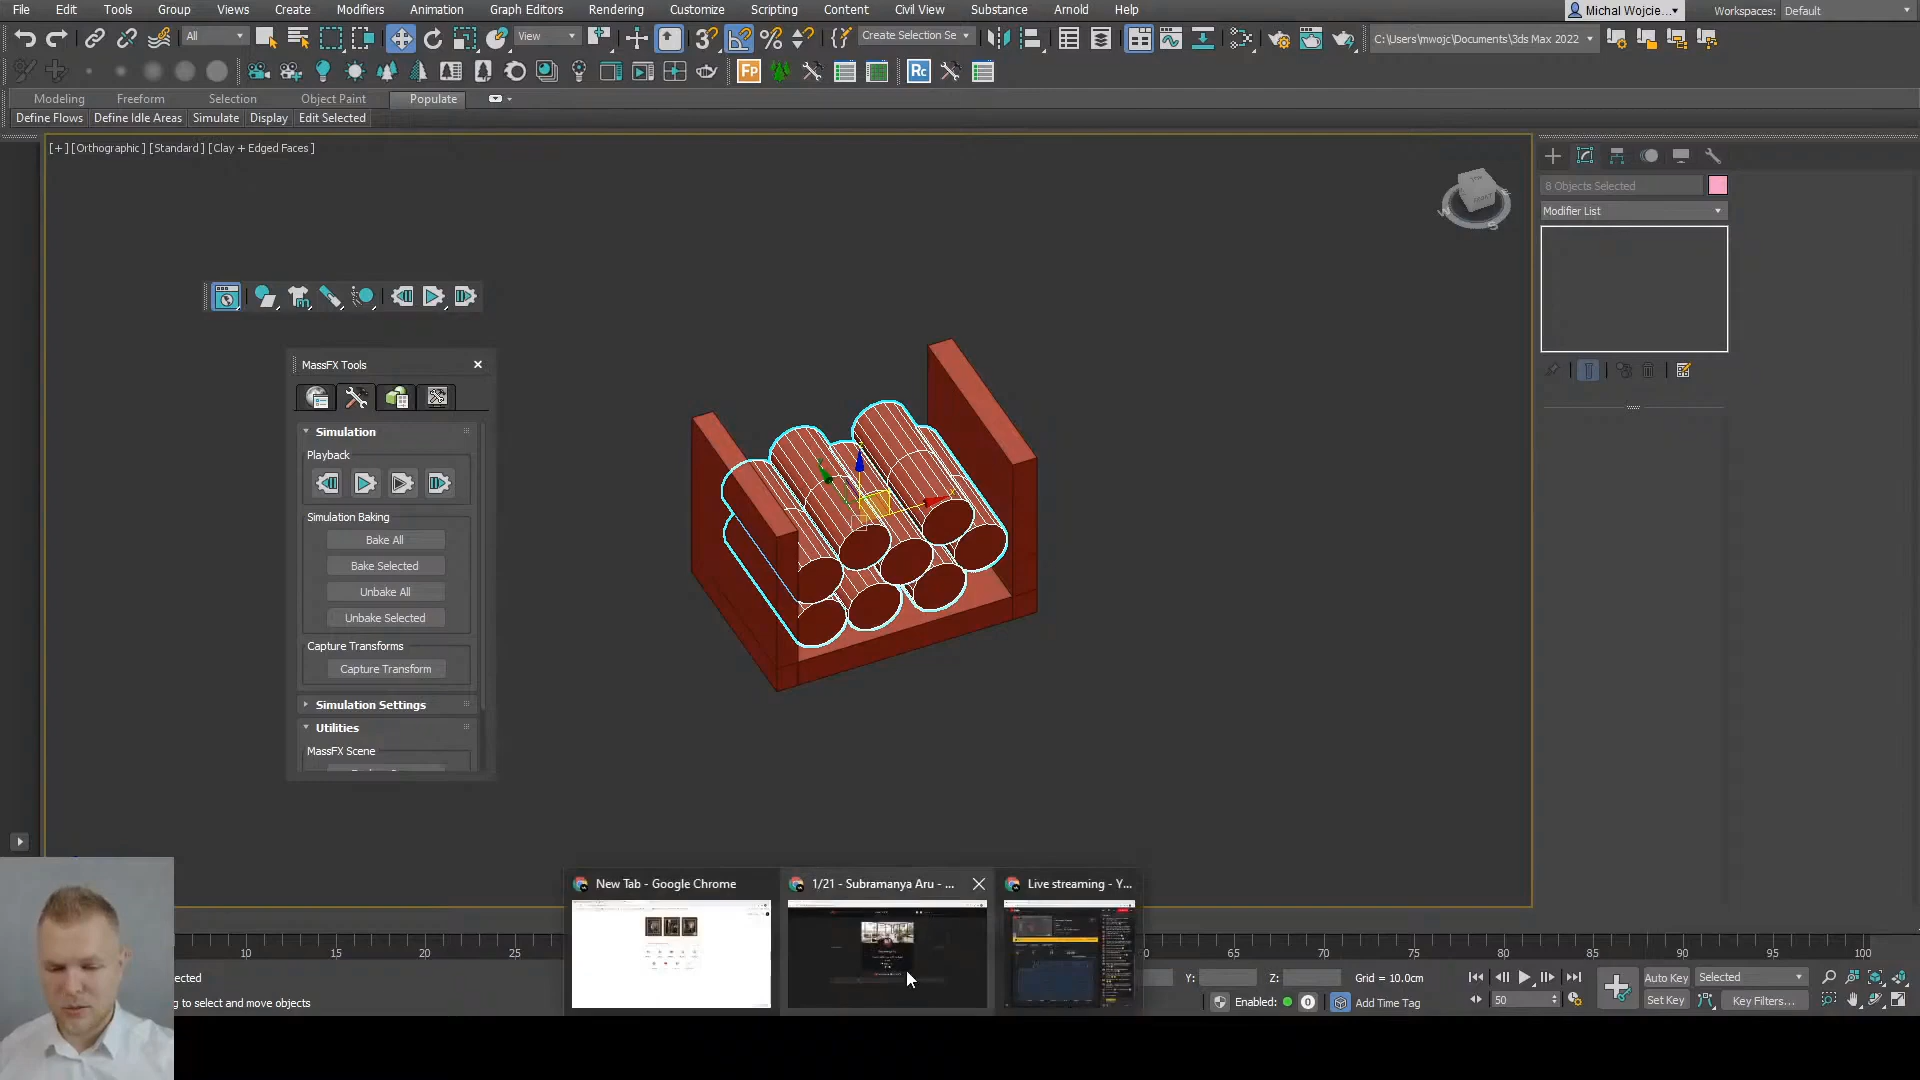 File Edit Tools Group Views Create Modifiers Animation Graph Editors Rendering Customize Scripting Content Civil View Substance Arnold Help Michal Wojcie... Workspaces: Default
All View Create Selection Se C:\Users\mwojc\Documents\3ds Max 2022
Fp Rc
Modeling Freeform Selection Object Paint Populate
Define Flows Define Idle Areas Simulate Display Edit Selected
[+] [Orthographic] [Standard] [Clay + Edged Faces]
8 Objects Selected
Modifier List
MassFX Tools
Simulation
Playback
Simulation Baking
Bake All
Bake Selected
Unbake All
Unbake Selected
Capture Transforms
Capture Transform
Simulation Settings
Utilities
MassFX Scene
New Tab - Google Chrome
1/21 - Subramanya Aru - ...
Live streaming - Y...
15 20 25 65 70 75 80 85 90 95 100
Y: Z: Grid = 10.0cm Auto Key Selected
Enabled: 0 Add Time Tag 50 Set Key Key Filters...
g to select and move objects